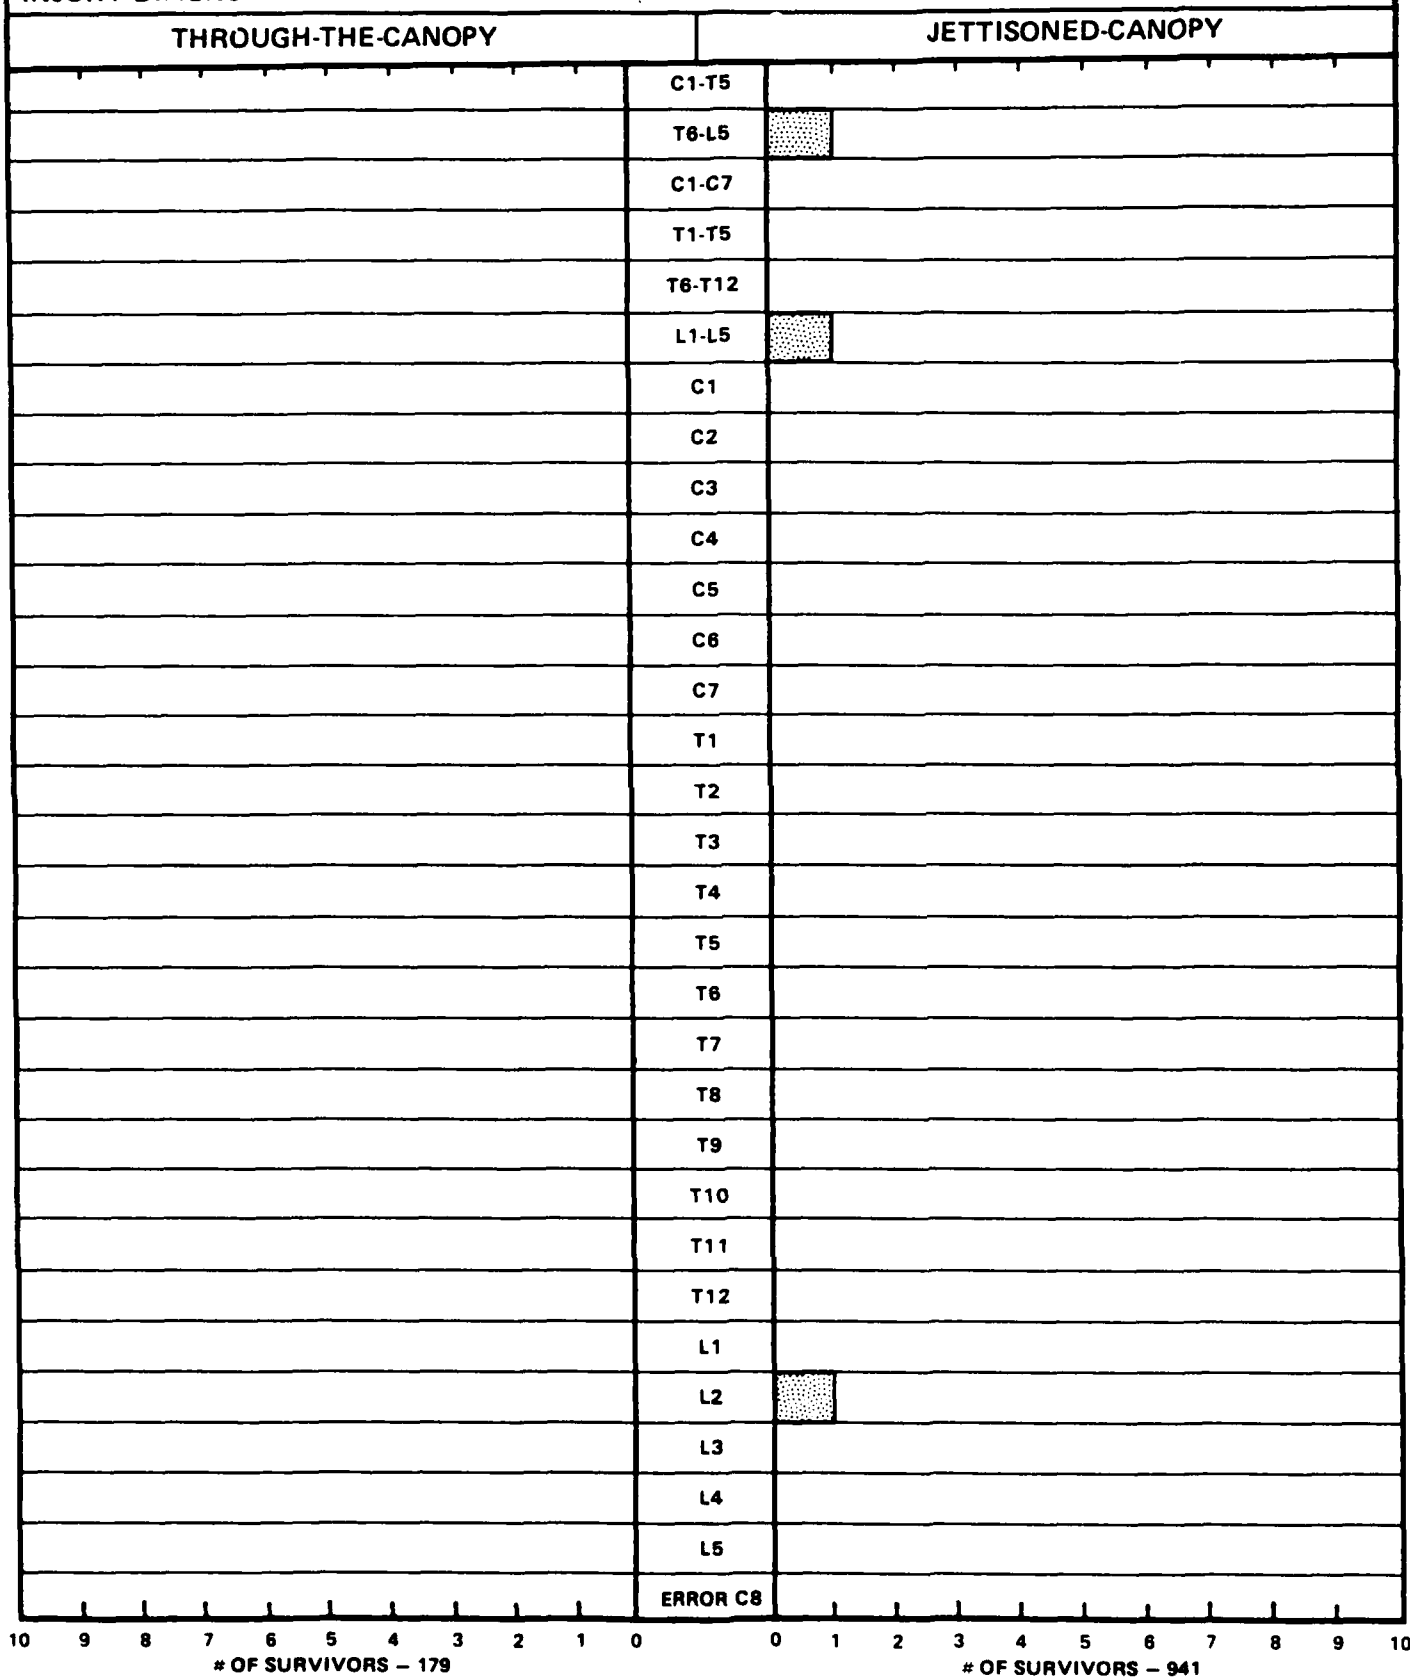 THROUGH-THE-CANOPY JETTISONED-CANOPY
C1-T5
T6-L5
C1-C7
T1-T5
T6-T12
L1-L5
C1
C2
C3
C4
C5
C6
C7
T1
T2
T3
T4
T5
T6
T7
T8
T9
T10
T11
T12
L1
L2
L3
L4
L5
ERROR C8
10 9 8 7 6 5 4 3 2 1 0 0 1 2 3 4 5 6 7 8 9 10
# OF SURVIVORS – 179 # OF SURVIVORS – 941